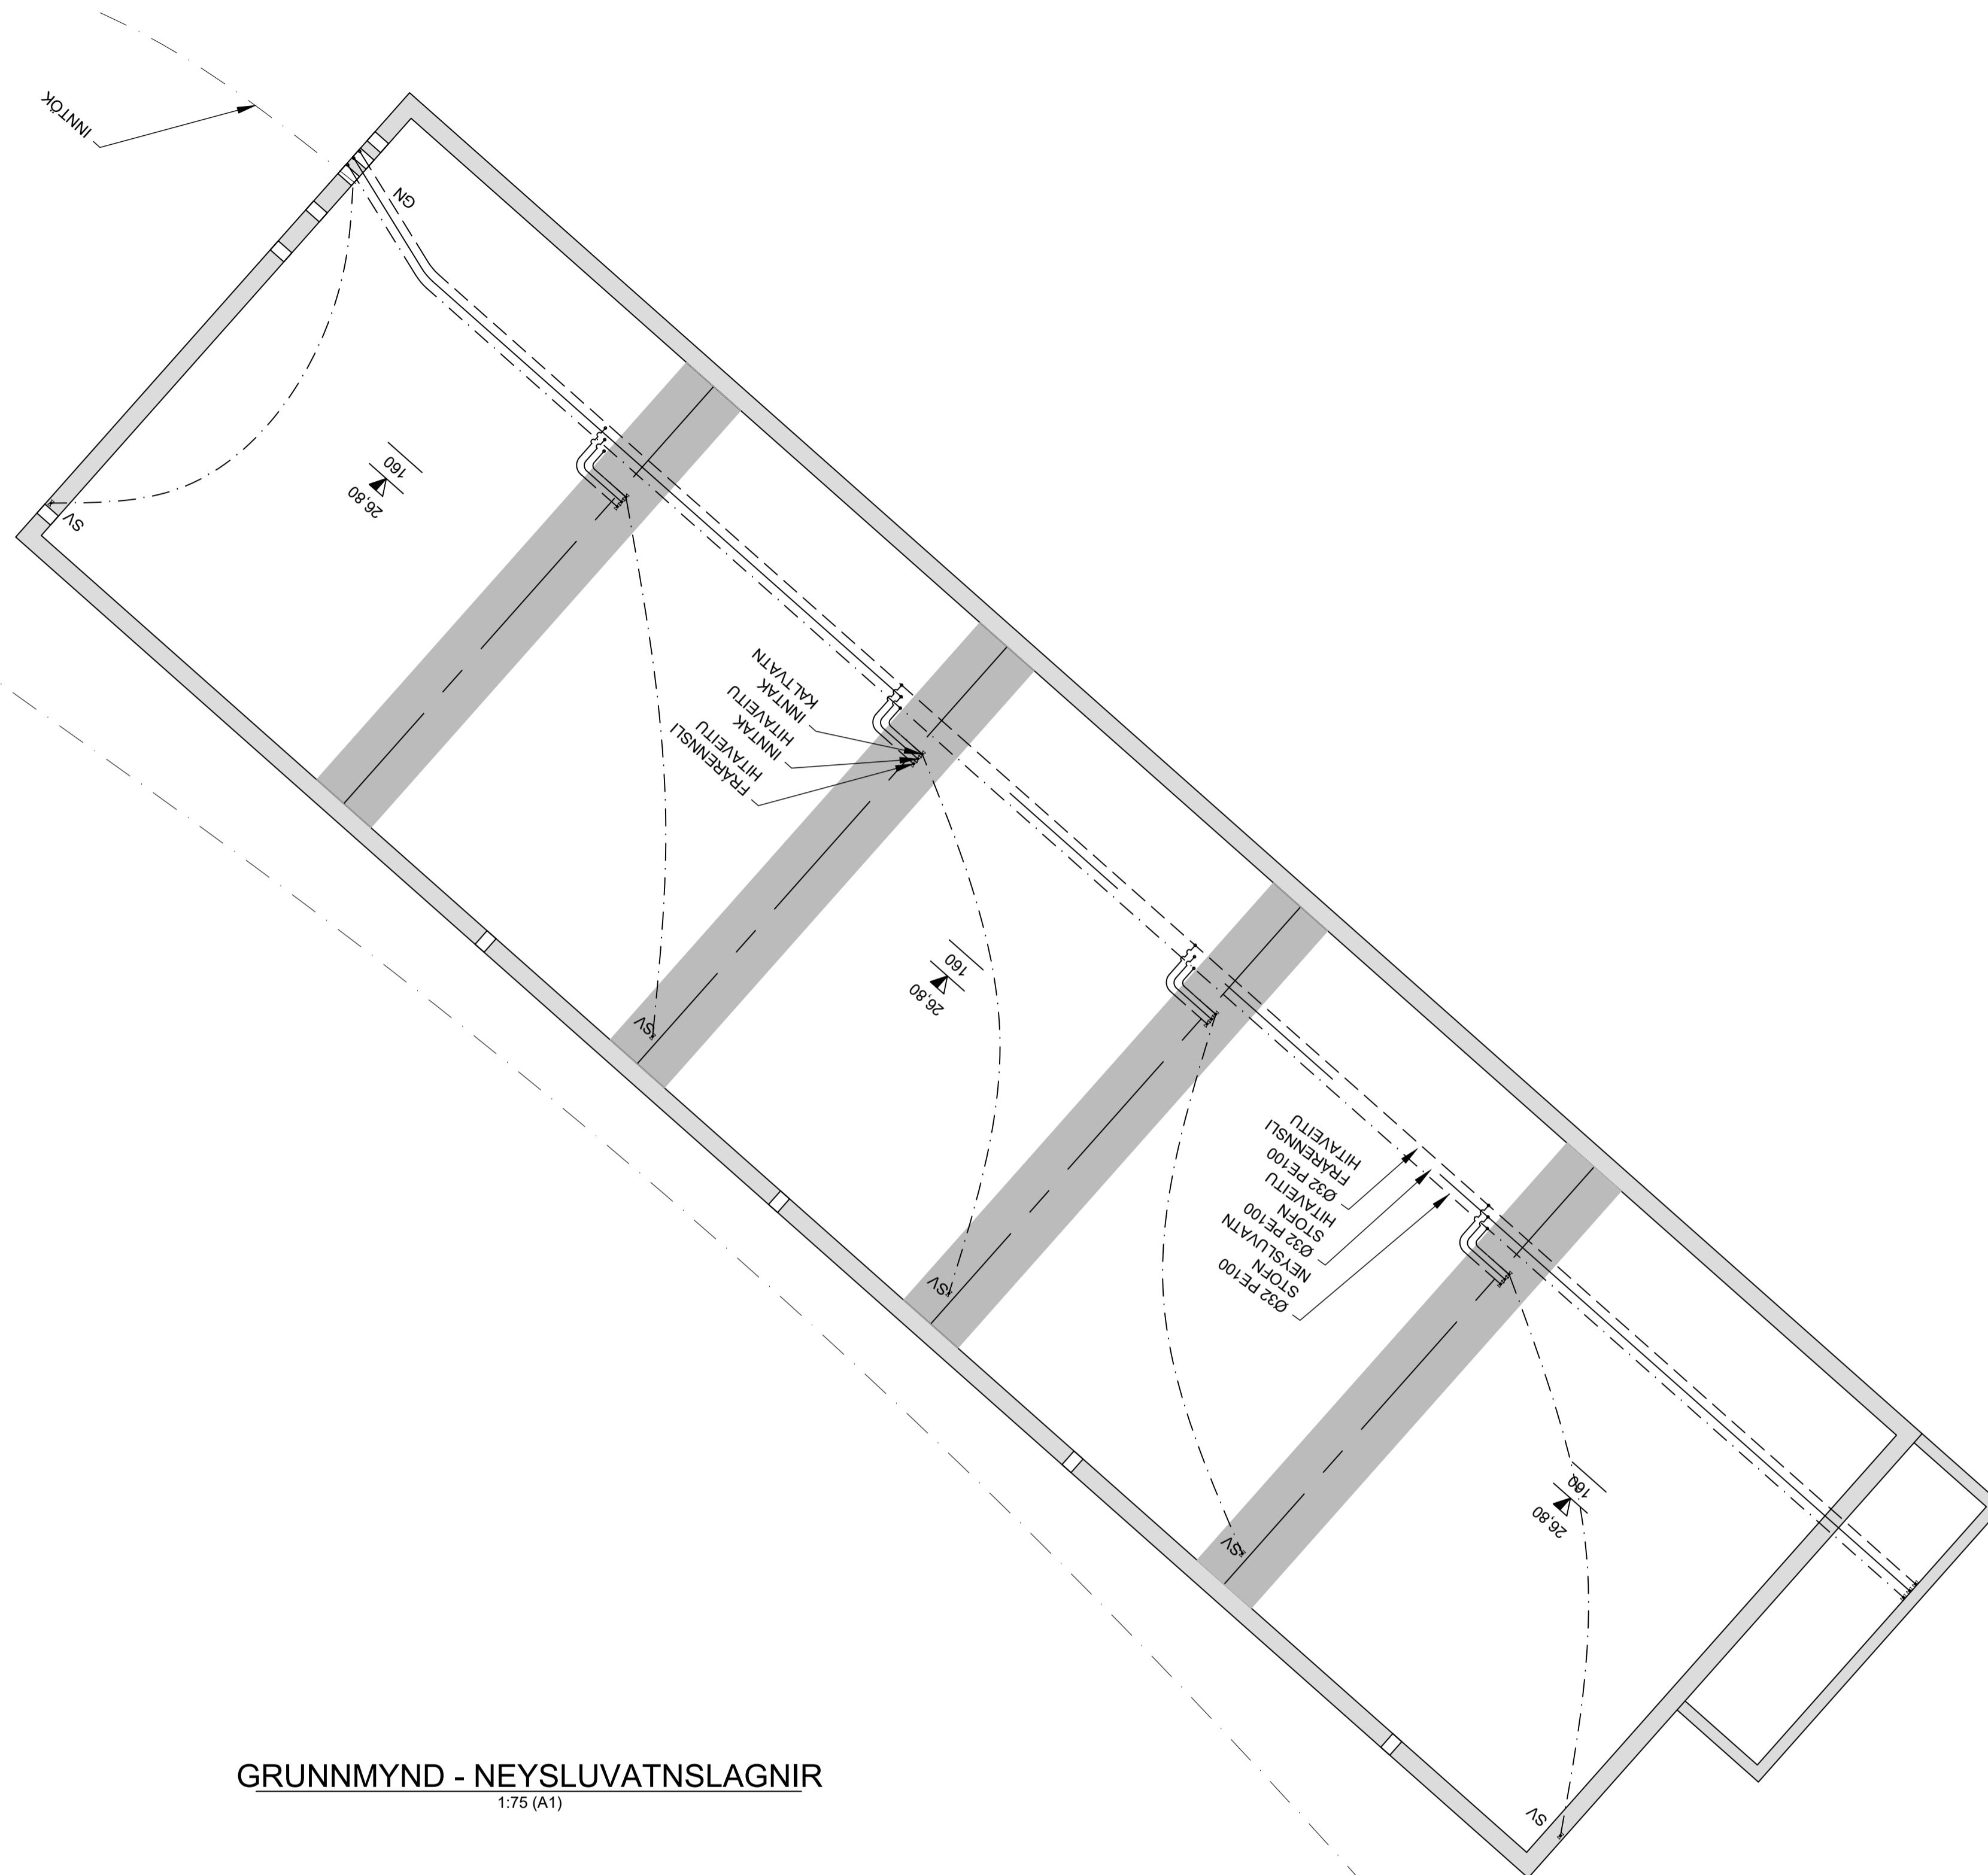 INNTÖK
GN
160
26,80
SV
KALTVATN
INNTAK
HITAVEITU
INNTAK
HITAVEITU
FRÁRENNSLI
SV
160
26,80
SV
HITAVEITU
FRÁRENNSLI
Ø32 PE100
HITAVEITU
STOFN
Ø32 PE100
NEYSLUVATN
STOFN
Ø32 PE100
SV
160
26,80
SV
GRUNNMYND - NEYSLUVATNSLAGNIR
1:75 (A1)